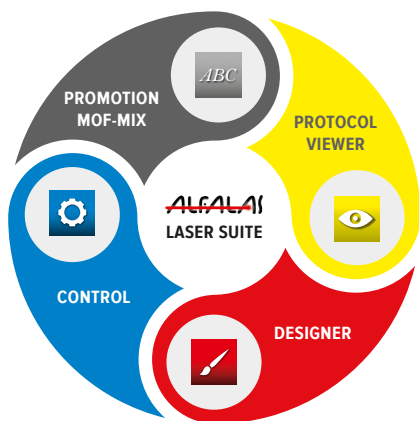 ABC
PROMOTION
MOF-MIX
PROTOCOL
VIEWER
ALFALAS
LASER SUITE
CONTROL
DESIGNER